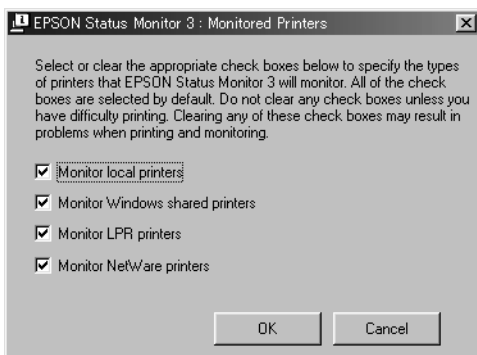 EPSON Status Monitor 3 : Monitored Printers
Select or clear the appropriate check boxes below to specify the types
of printers that EPSON Status Monitor 3 will monitor. All of the check
boxes are selected by default. Do not clear any check boxes unless you
have difficulty printing. Clearing any of these check boxes may result in
problems when printing and monitoring.
Monitor local printers
Monitor Windows shared printers
Monitor LPR printers
Monitor NetWare printers
OK Cancel